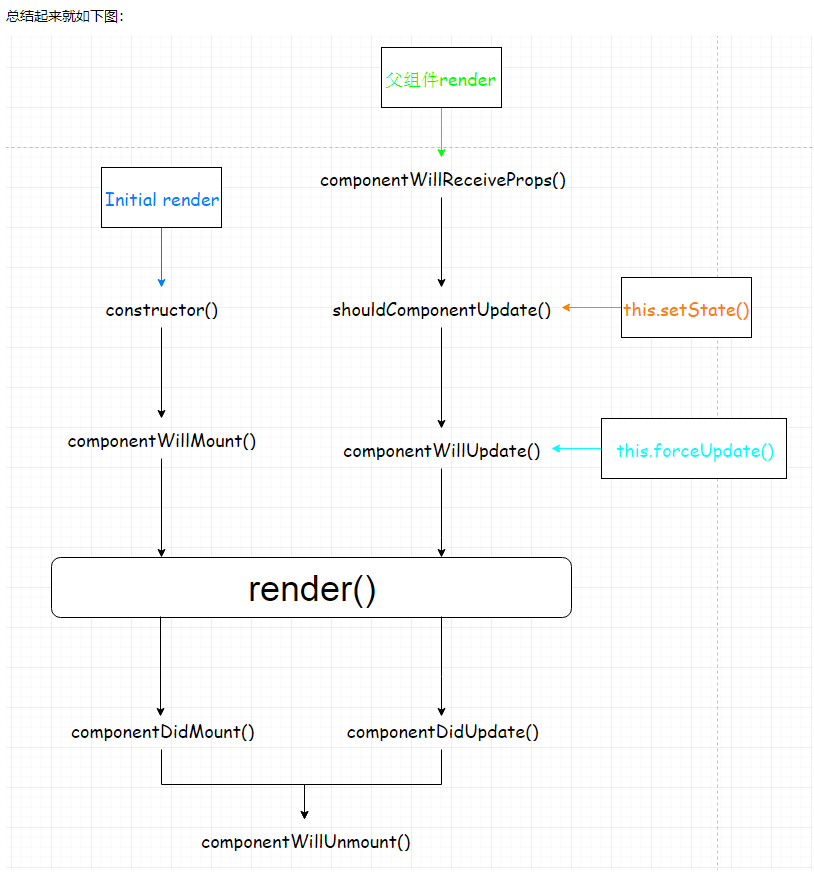 总结起来就如下图：
父组件render
componentWillReceiveProps()
Initial render
constructor()
shouldComponentUpdate()
this.setState()
componentWillMount()
componentWillUpdate()
this.forceUpdate()
render()
componentDidMount()
componentDidUpdate()
componentWillUnmount()